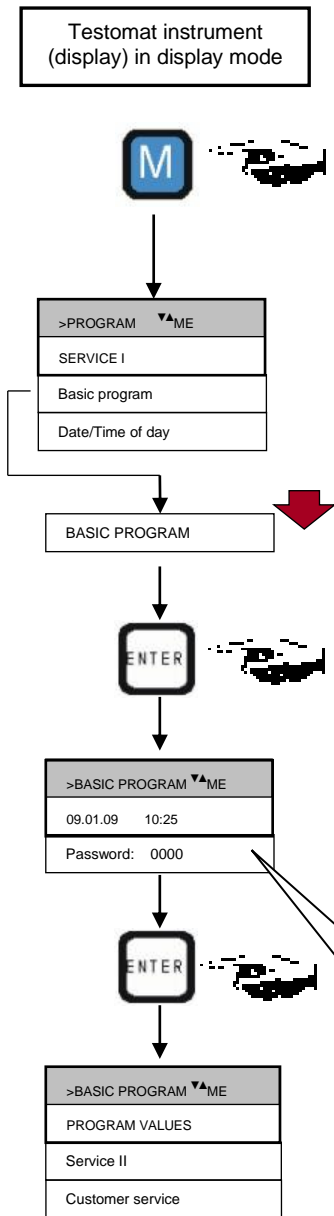 Testomat instrument
(display) in display mode
M
>PROGRAM ▼▲ME
SERVICE I
Basic program
Date/Time of day
BASIC PROGRAM
ENTER
>BASIC PROGRAM ▼▲ME
09.01.09 10:25
Password: 0000
ENTER
>BASIC PROGRAM ▼▲ME
PROGRAM VALUES
Service II
Customer service